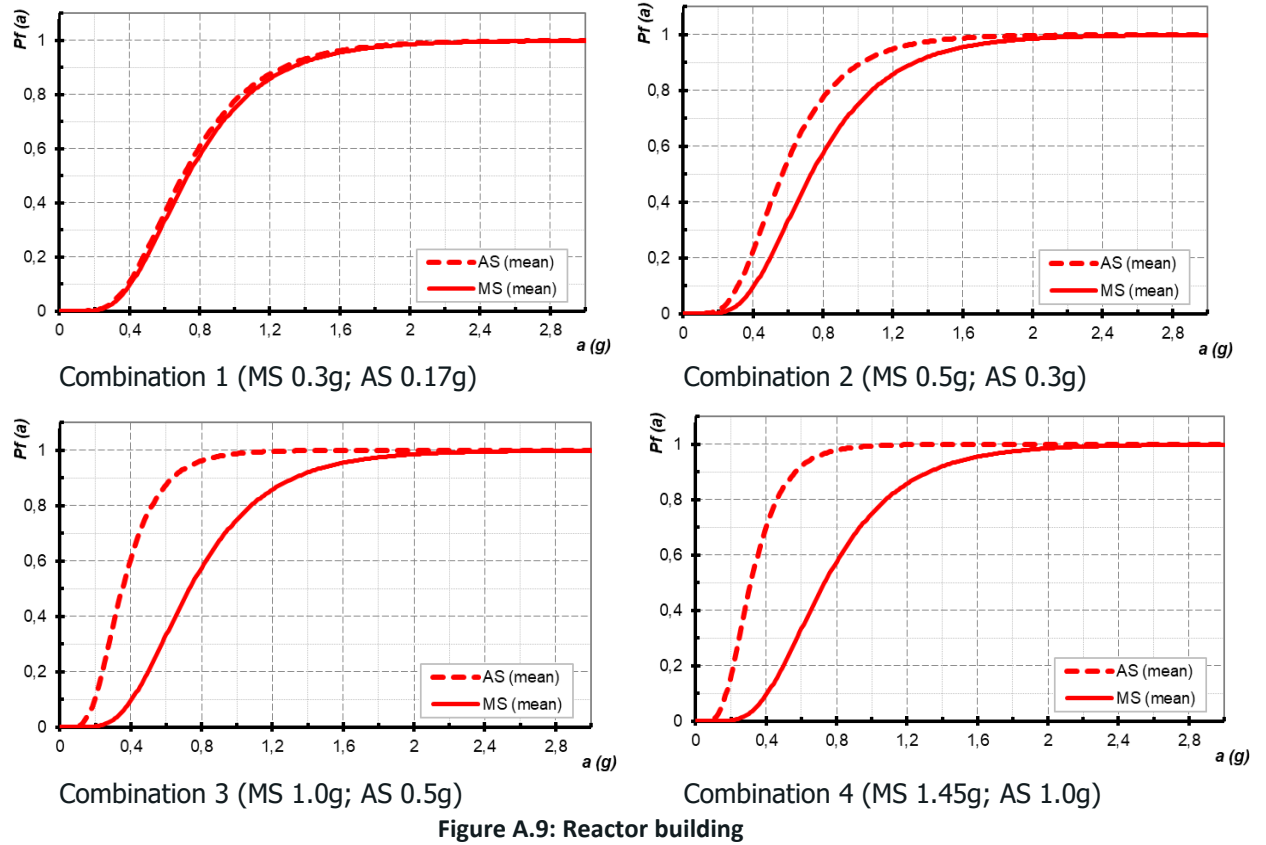 Pf (a)
1
0,8
0,6
0,4
0,2
0
0 0,4 0,8 1,2 1,6 2 2,4 2,8
a (g)
AS (mean)
MS (mean)
Combination 1 (MS 0.3g; AS 0.17g)
Pf (a)
1
0,8
0,6
0,4
0,2
0
0 0,4 0,8 1,2 1,6 2 2,4 2,8
a (g)
AS (mean)
MS (mean)
Combination 2 (MS 0.5g; AS 0.3g)
Pf (a)
1
0,8
0,6
0,4
0,2
0
0 0,4 0,8 1,2 1,6 2 2,4 2,8
a (g)
AS (mean)
MS (mean)
Combination 3 (MS 1.0g; AS 0.5g)
Pf (a)
1
0,8
0,6
0,4
0,2
0
0 0,4 0,8 1,2 1,6 2 2,4 2,8
a (g)
AS (mean)
MS (mean)
Combination 4 (MS 1.45g; AS 1.0g)
Figure A.9: Reactor building